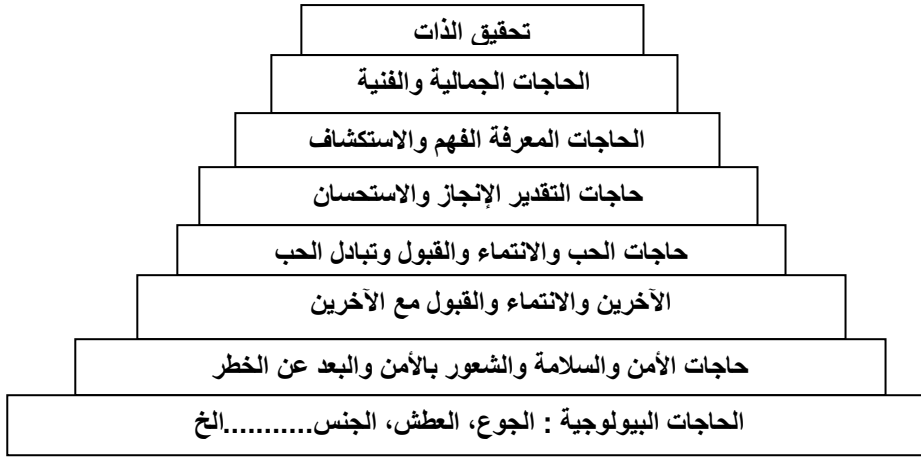 تحقيق الذات
الحاجات الجمالية والفنية
الحاجات المعرفة الفهم والاستكشاف
حاجات التقدير الإنجاز والاستحسان
حاجات الحب والانتماء والقبول وتبادل الحب
الآخرين والانتماء والقبول مع الآخرين
حاجات الأمن والسلامة والشعور بالأمن والبعد عن الخطر
الحاجات البيولوجية : الجوع، العطش، الجنس...........الخ